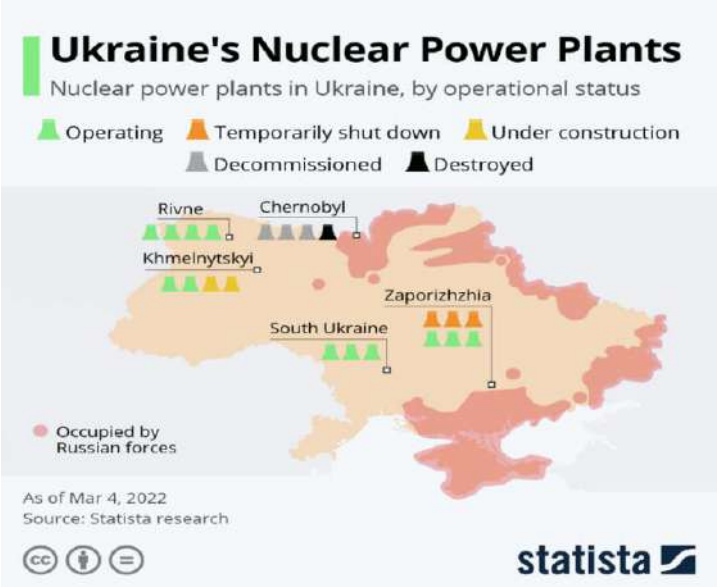 Ukraine's Nuclear Power Plants
Nuclear power plants in Ukraine, by operational status
Operating Temporarily shut down Under construction
Decommissioned Destroyed
Rivne Chernobyl
Khmelnytskyi
Zaporizhzhia
South Ukraine
Occupied by
Russian forces
As of Mar 4, 2022
Source: Statista research
cc
statista